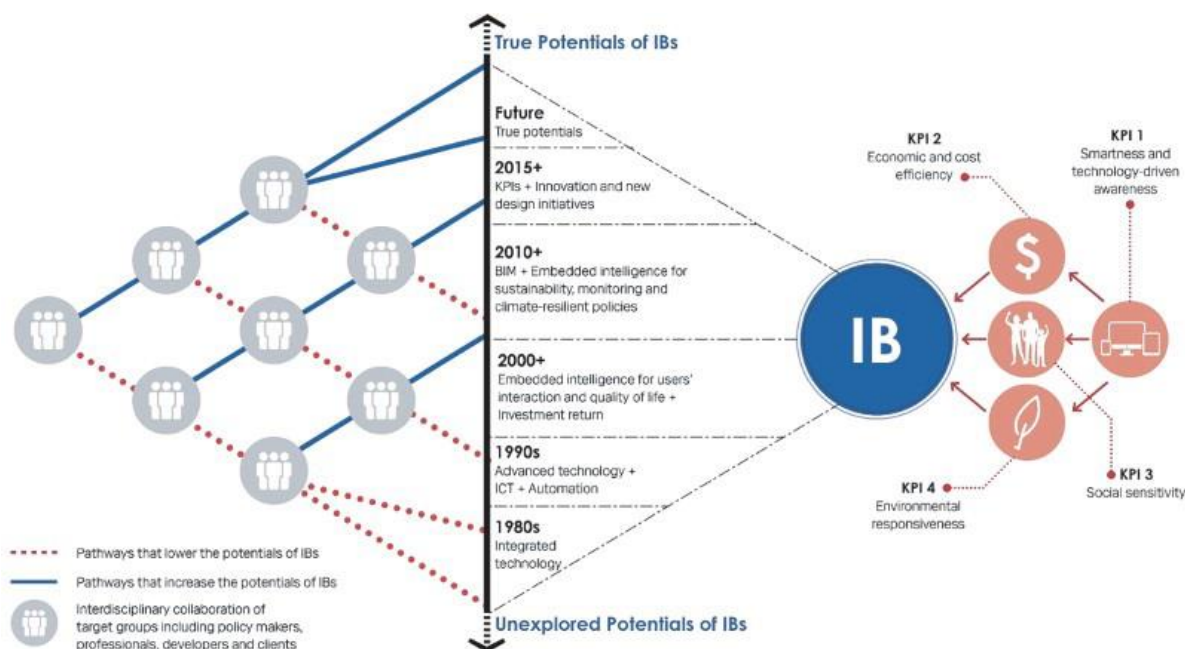 True Potentials of IBs
Future
True potentials
2015+
KPIs + Innovation and new
design initiatives
2010+
BIM + Embedded intelligence for
sustainability, monitoring and
climate-resilient policies
2000+
Embedded intelligence for users'
interaction and quality of life +
Investment return
1990s
Advanced technology +
ICT + Automation
1980s
Integrated
technology
Unexplored Potentials of IBs
IB
KPI 2
Economic and cost
efficiency
KPI 1
Smartness and
technology-driven
awareness
$
KPI 4
Environmental
responsiveness
KPI 3
Social sensitivity
Pathways that lower the potentials of IBs
Pathways that increase the potentials of IBs
Interdisciplinary collaboration of
target groups including policy makers,
professionals, developers and clients